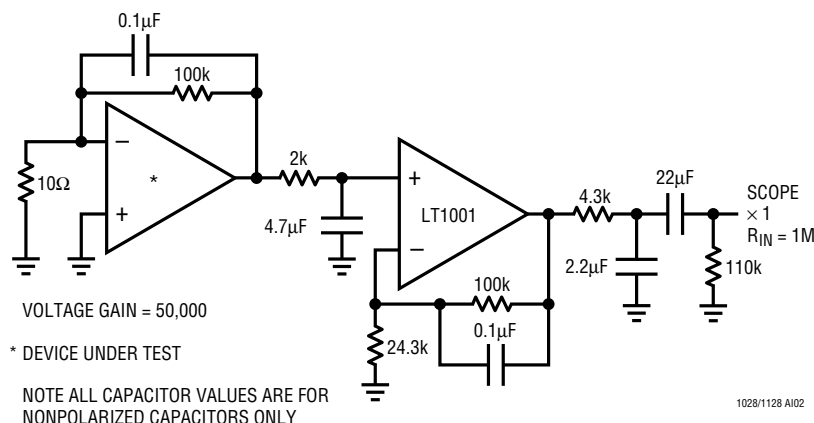 0.1μF
100k
−
*
+
10Ω
2k
4.7μF
+
LT1001
−
4.3k
22μF
SCOPE
× 1
R_IN = 1M
2.2μF
110k
100k
0.1μF
24.3k
VOLTAGE GAIN = 50,000
* DEVICE UNDER TEST
NOTE ALL CAPACITOR VALUES ARE FOR
NONPOLARIZED CAPACITORS ONLY
1028/1128 AI02